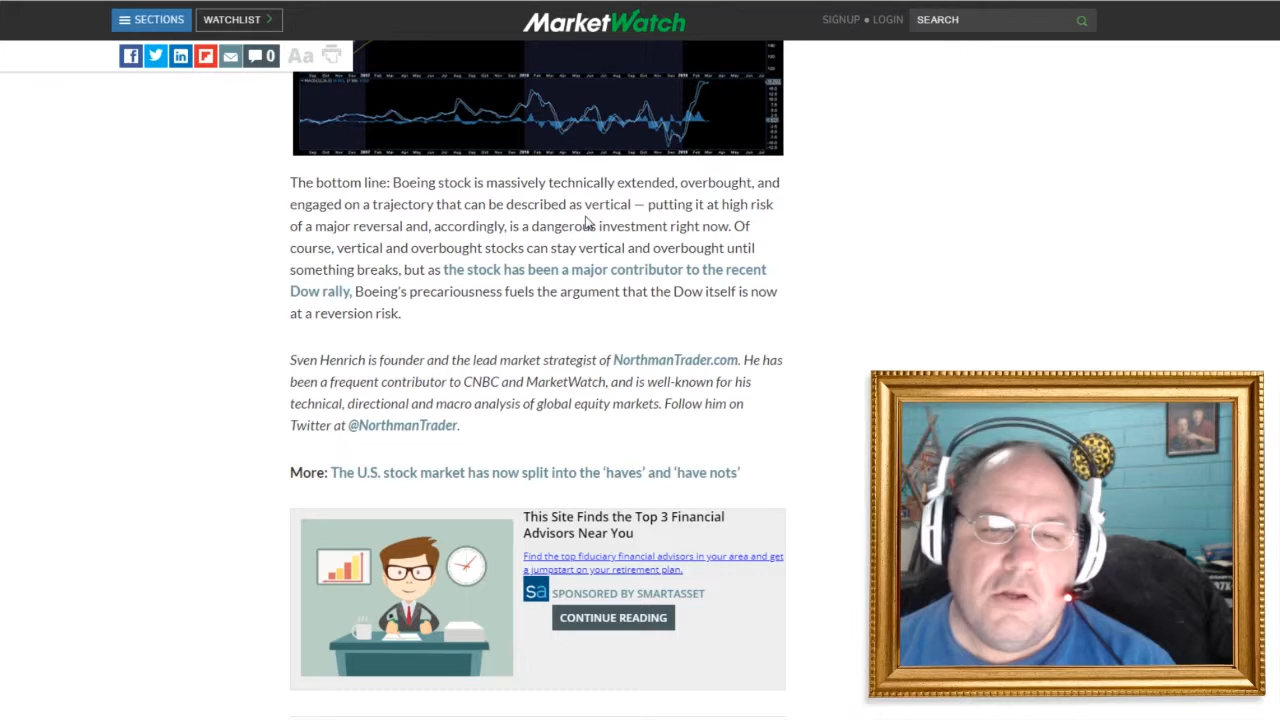 SECTIONS
WATCHLIST
MarketWatch
SIGNUP • LOGIN
SEARCH
0
Aa
The bottom line: Boeing stock is massively technically extended, overbought, and
engaged on a trajectory that can be described as vertical — putting it at high risk
of a major reversal and, accordingly, is a dangerous investment right now. Of
course, vertical and overbought stocks can stay vertical and overbought until
something breaks, but as the stock has been a major contributor to the recent
Dow rally, Boeing’s precariousness fuels the argument that the Dow itself is now
at a reversion risk.
Sven Henrich is founder and the lead market strategist of NorthmanTrader.com. He has
been a frequent contributor to CNBC and MarketWatch, and is well-known for his
technical, directional and macro analysis of global equity markets. Follow him on
Twitter at @NorthmanTrader.
More: The U.S. stock market has now split into the ‘haves’ and ‘have nots’
This Site Finds the Top 3 Financial
Advisors Near You
Find the top fiduciary financial advisors in your area and get
a jumpstart on your retirement plan.
sa SPONSORED BY SMARTASSET
CONTINUE READING